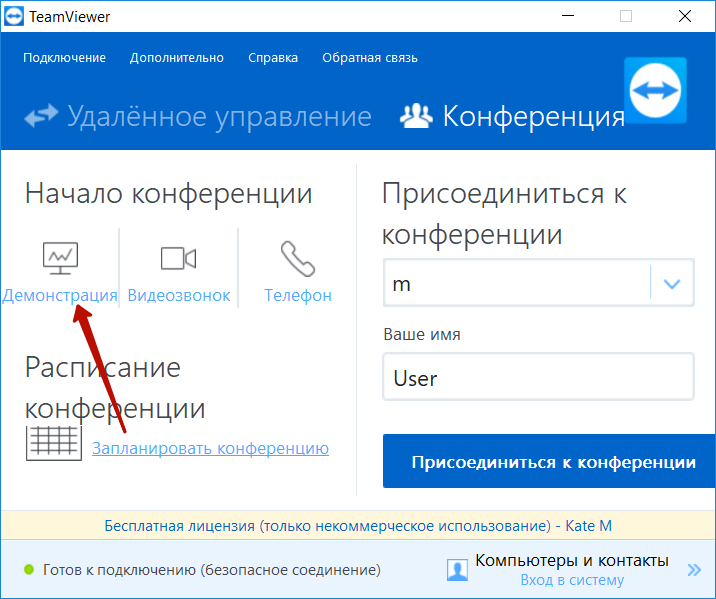 TeamViewer
Подключение Дополнительно Справка Обратная связь
Удалённое управление Конференция
Начало конференции
Демонстрация Видеозвонок Телефон
Расписание
конференции
Запланировать конференцию
Присоединиться к
конференции
m
Ваше имя
User
Присоединиться к конференции
Бесплатная лицензия (только некоммерческое использование) - Kate M
Готов к подключению (безопасное соединение)
Компьютеры и контакты
Вход в систему